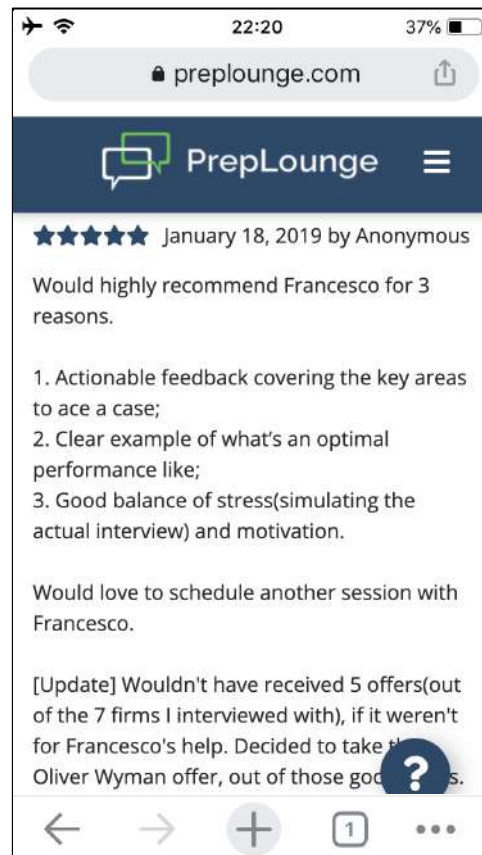 22:20
37%
preplounge.com
PrepLounge
January 18, 2019 by Anonymous
Would highly recommend Francesco for 3
reasons.
1. Actionable feedback covering the key areas
to ace a case;
2. Clear example of what's an optimal
performance like;
3. Good balance of stress(simulating the
actual interview) and motivation.
Would love to schedule another session with
Francesco.
[Update] Wouldn't have received 5 offers(out
of the 7 firms I interviewed with), if it weren't
for Francesco's help. Decided to take
Oliver Wyman offer, out of those
?
1